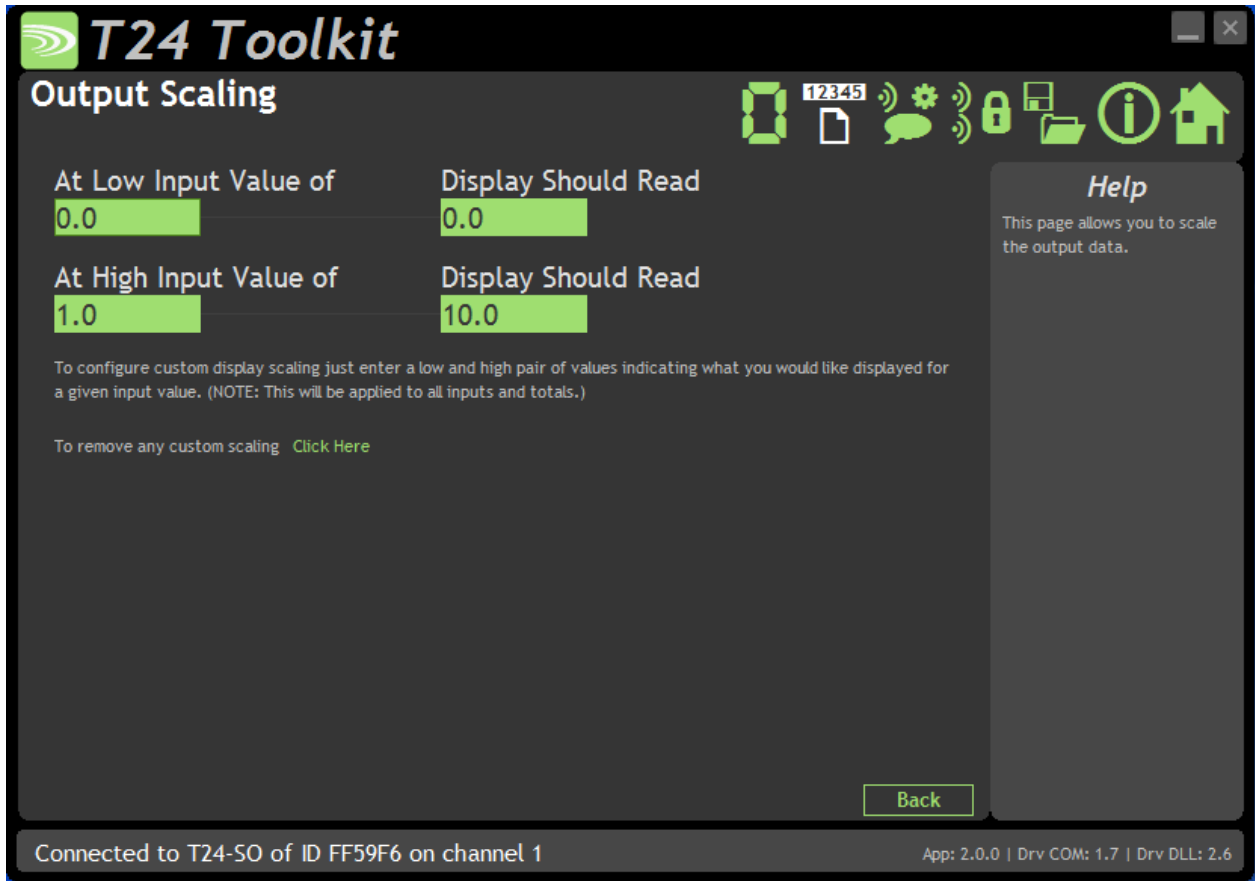 T24 Toolkit
Output Scaling
12345
At Low Input Value of
Display Should Read
0.0
0.0
At High Input Value of
Display Should Read
1.0
10.0
To configure custom display scaling just enter a low and high pair of values indicating what you would like displayed for
a given input value. (NOTE: This will be applied to all inputs and totals.)
To remove any custom scaling Click Here
Help
This page allows you to scale
the output data.
Back
Connected to T24-SO of ID FF59F6 on channel 1
App: 2.0.0 | Drv COM: 1.7 | Drv DLL: 2.6